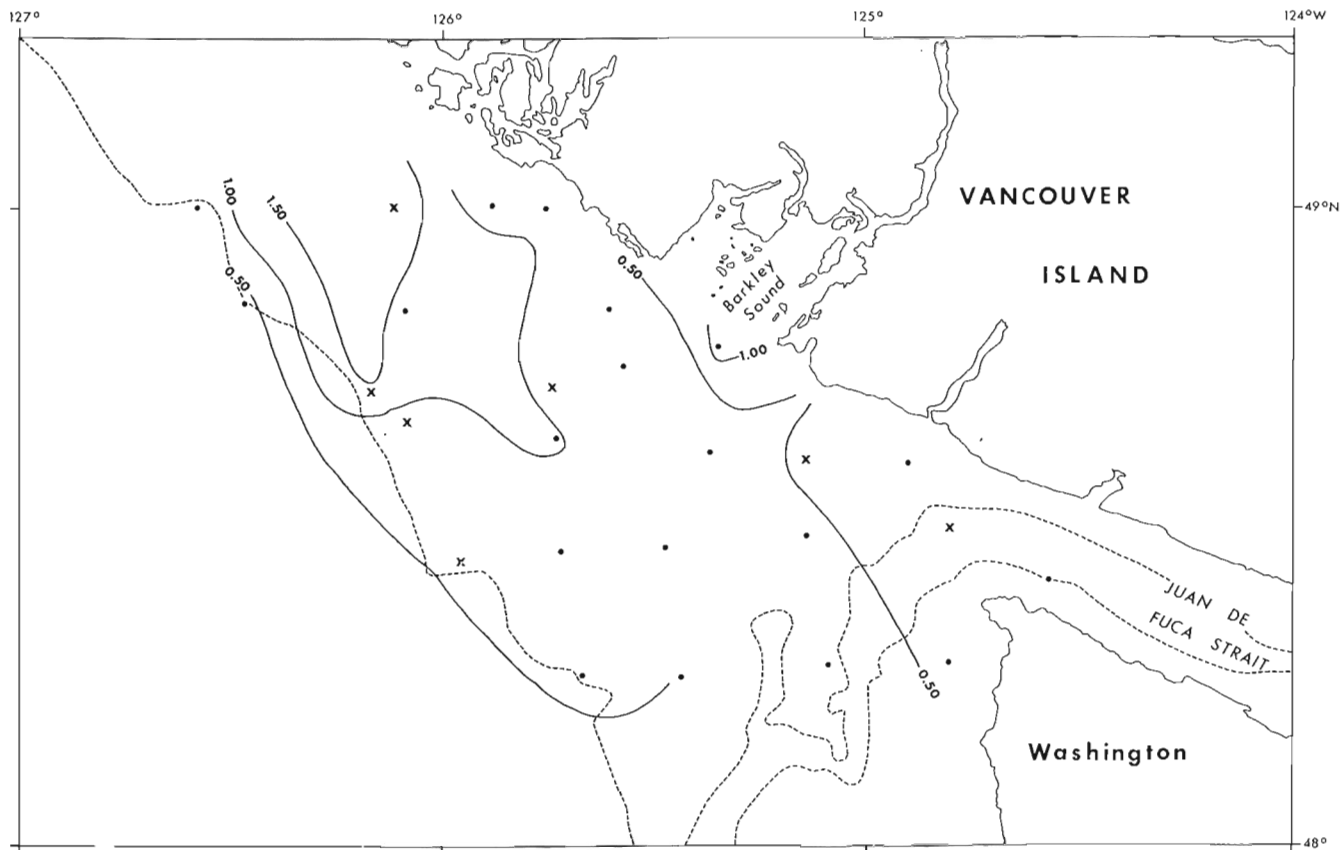 127°
126°
125°
124°W
VANCOUVER
ISLAND
49°N
1.00
1.50
0.50
0.50
Barkley
Sound
1.00
JUAN DE
FUCA STRAIT
0.50
Washington
48°